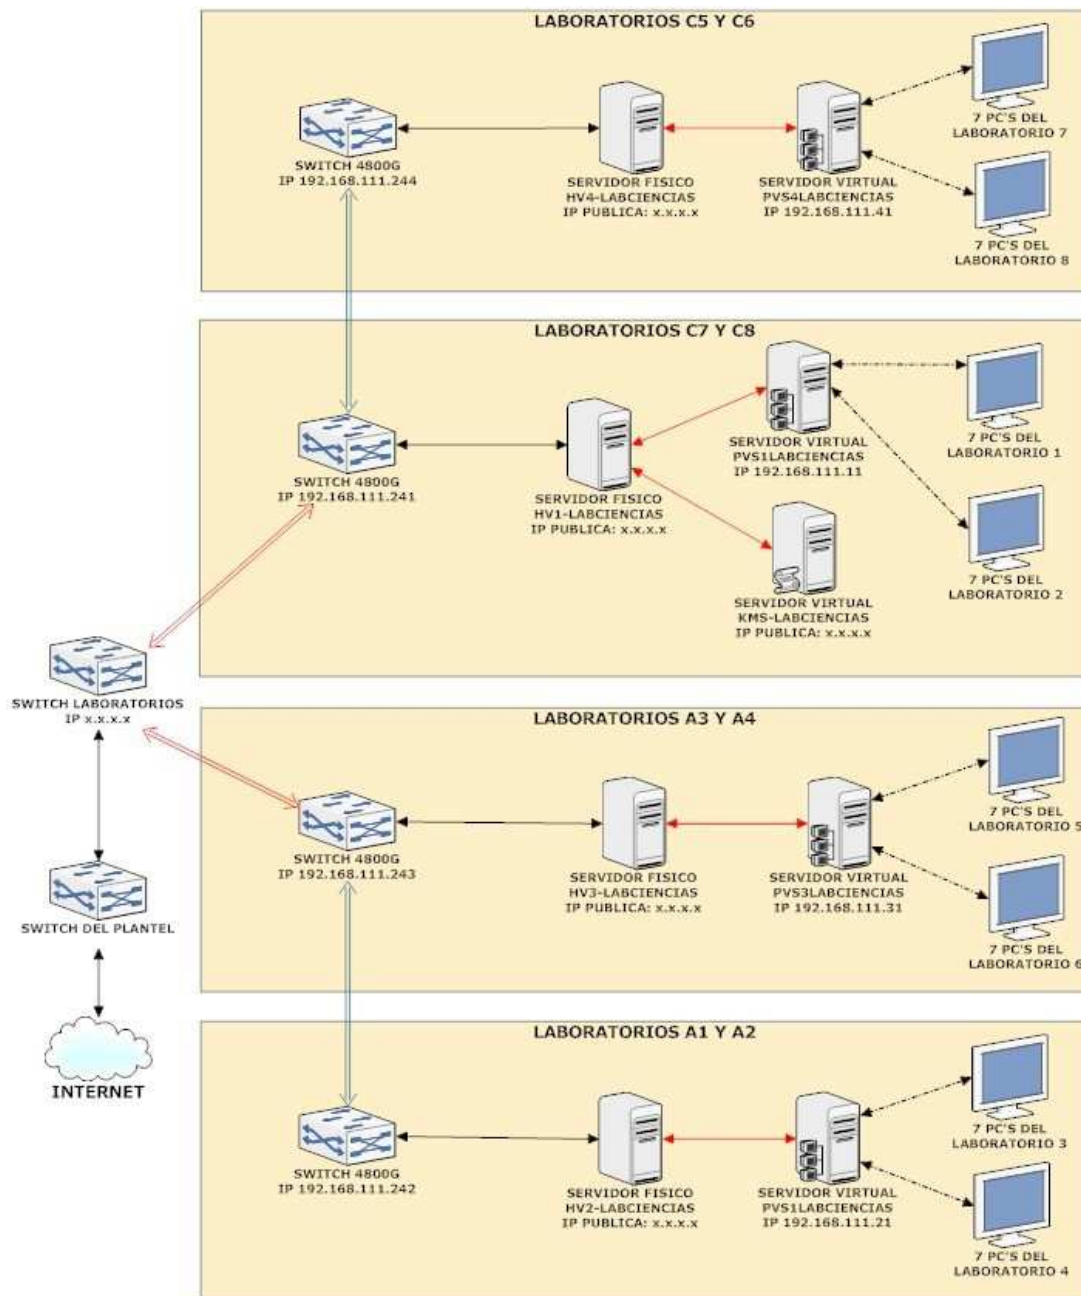 LABORATORIOS C5 Y C6
SWITCH 4800G
IP 192.168.111.244
SERVIDOR FISICO
HV4-LABCIENCIAS
IP PUBLICA: x.x.x.x
SERVIDOR VIRTUAL
PVS4LABCIENCIAS
IP 192.168.111.41
7 PC'S DEL
LABORATORIO 7
7 PC'S DEL
LABORATORIO 8
LABORATORIOS C7 Y C8
SWITCH 4800G
IP 192.168.111.241
SERVIDOR FISICO
HV1-LABCIENCIAS
IP PUBLICA: x.x.x.x
SERVIDOR VIRTUAL
PVS1LABCIENCIAS
IP 192.168.111.11
7 PC'S DEL
LABORATORIO 1
SERVIDOR VIRTUAL
KMS-LABCIENCIAS
IP PUBLICA: x.x.x.x
7 PC'S DEL
LABORATORIO 2
SWITCH LABORATORIOS
IP x.x.x.x
LABORATORIOS A3 Y A4
SWITCH 4800G
IP 192.168.111.243
SERVIDOR FISICO
HV3-LABCIENCIAS
IP PUBLICA: x.x.x.x
SERVIDOR VIRTUAL
PVS3LABCIENCIAS
IP 192.168.111.31
7 PC'S DEL
LABORATORIO 5
7 PC'S DEL
LABORATORIO 6
SWITCH DEL PLANTEL
INTERNET
LABORATORIOS A1 Y A2
SWITCH 4800G
IP 192.168.111.242
SERVIDOR FISICO
HV2-LABCIENCIAS
IP PUBLICA: x.x.x.x
SERVIDOR VIRTUAL
PVS1LABCIENCIAS
IP 192.168.111.21
7 PC'S DEL
LABORATORIO 3
7 PC'S DEL
LABORATORIO 4